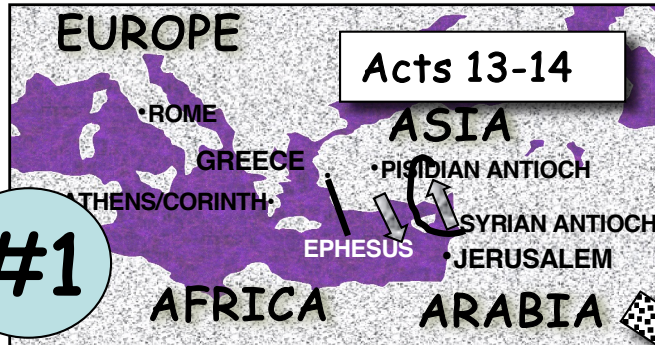 EUROPE
Acts 13-14
•ROME
ASIA
GREECE
•PISIDIAN ANTIOCH
ATHENS/CORINTH•
SYRIAN ANTIOCH
EPHESUS
•JERUSALEM
#1
AFRICA
ARABIA